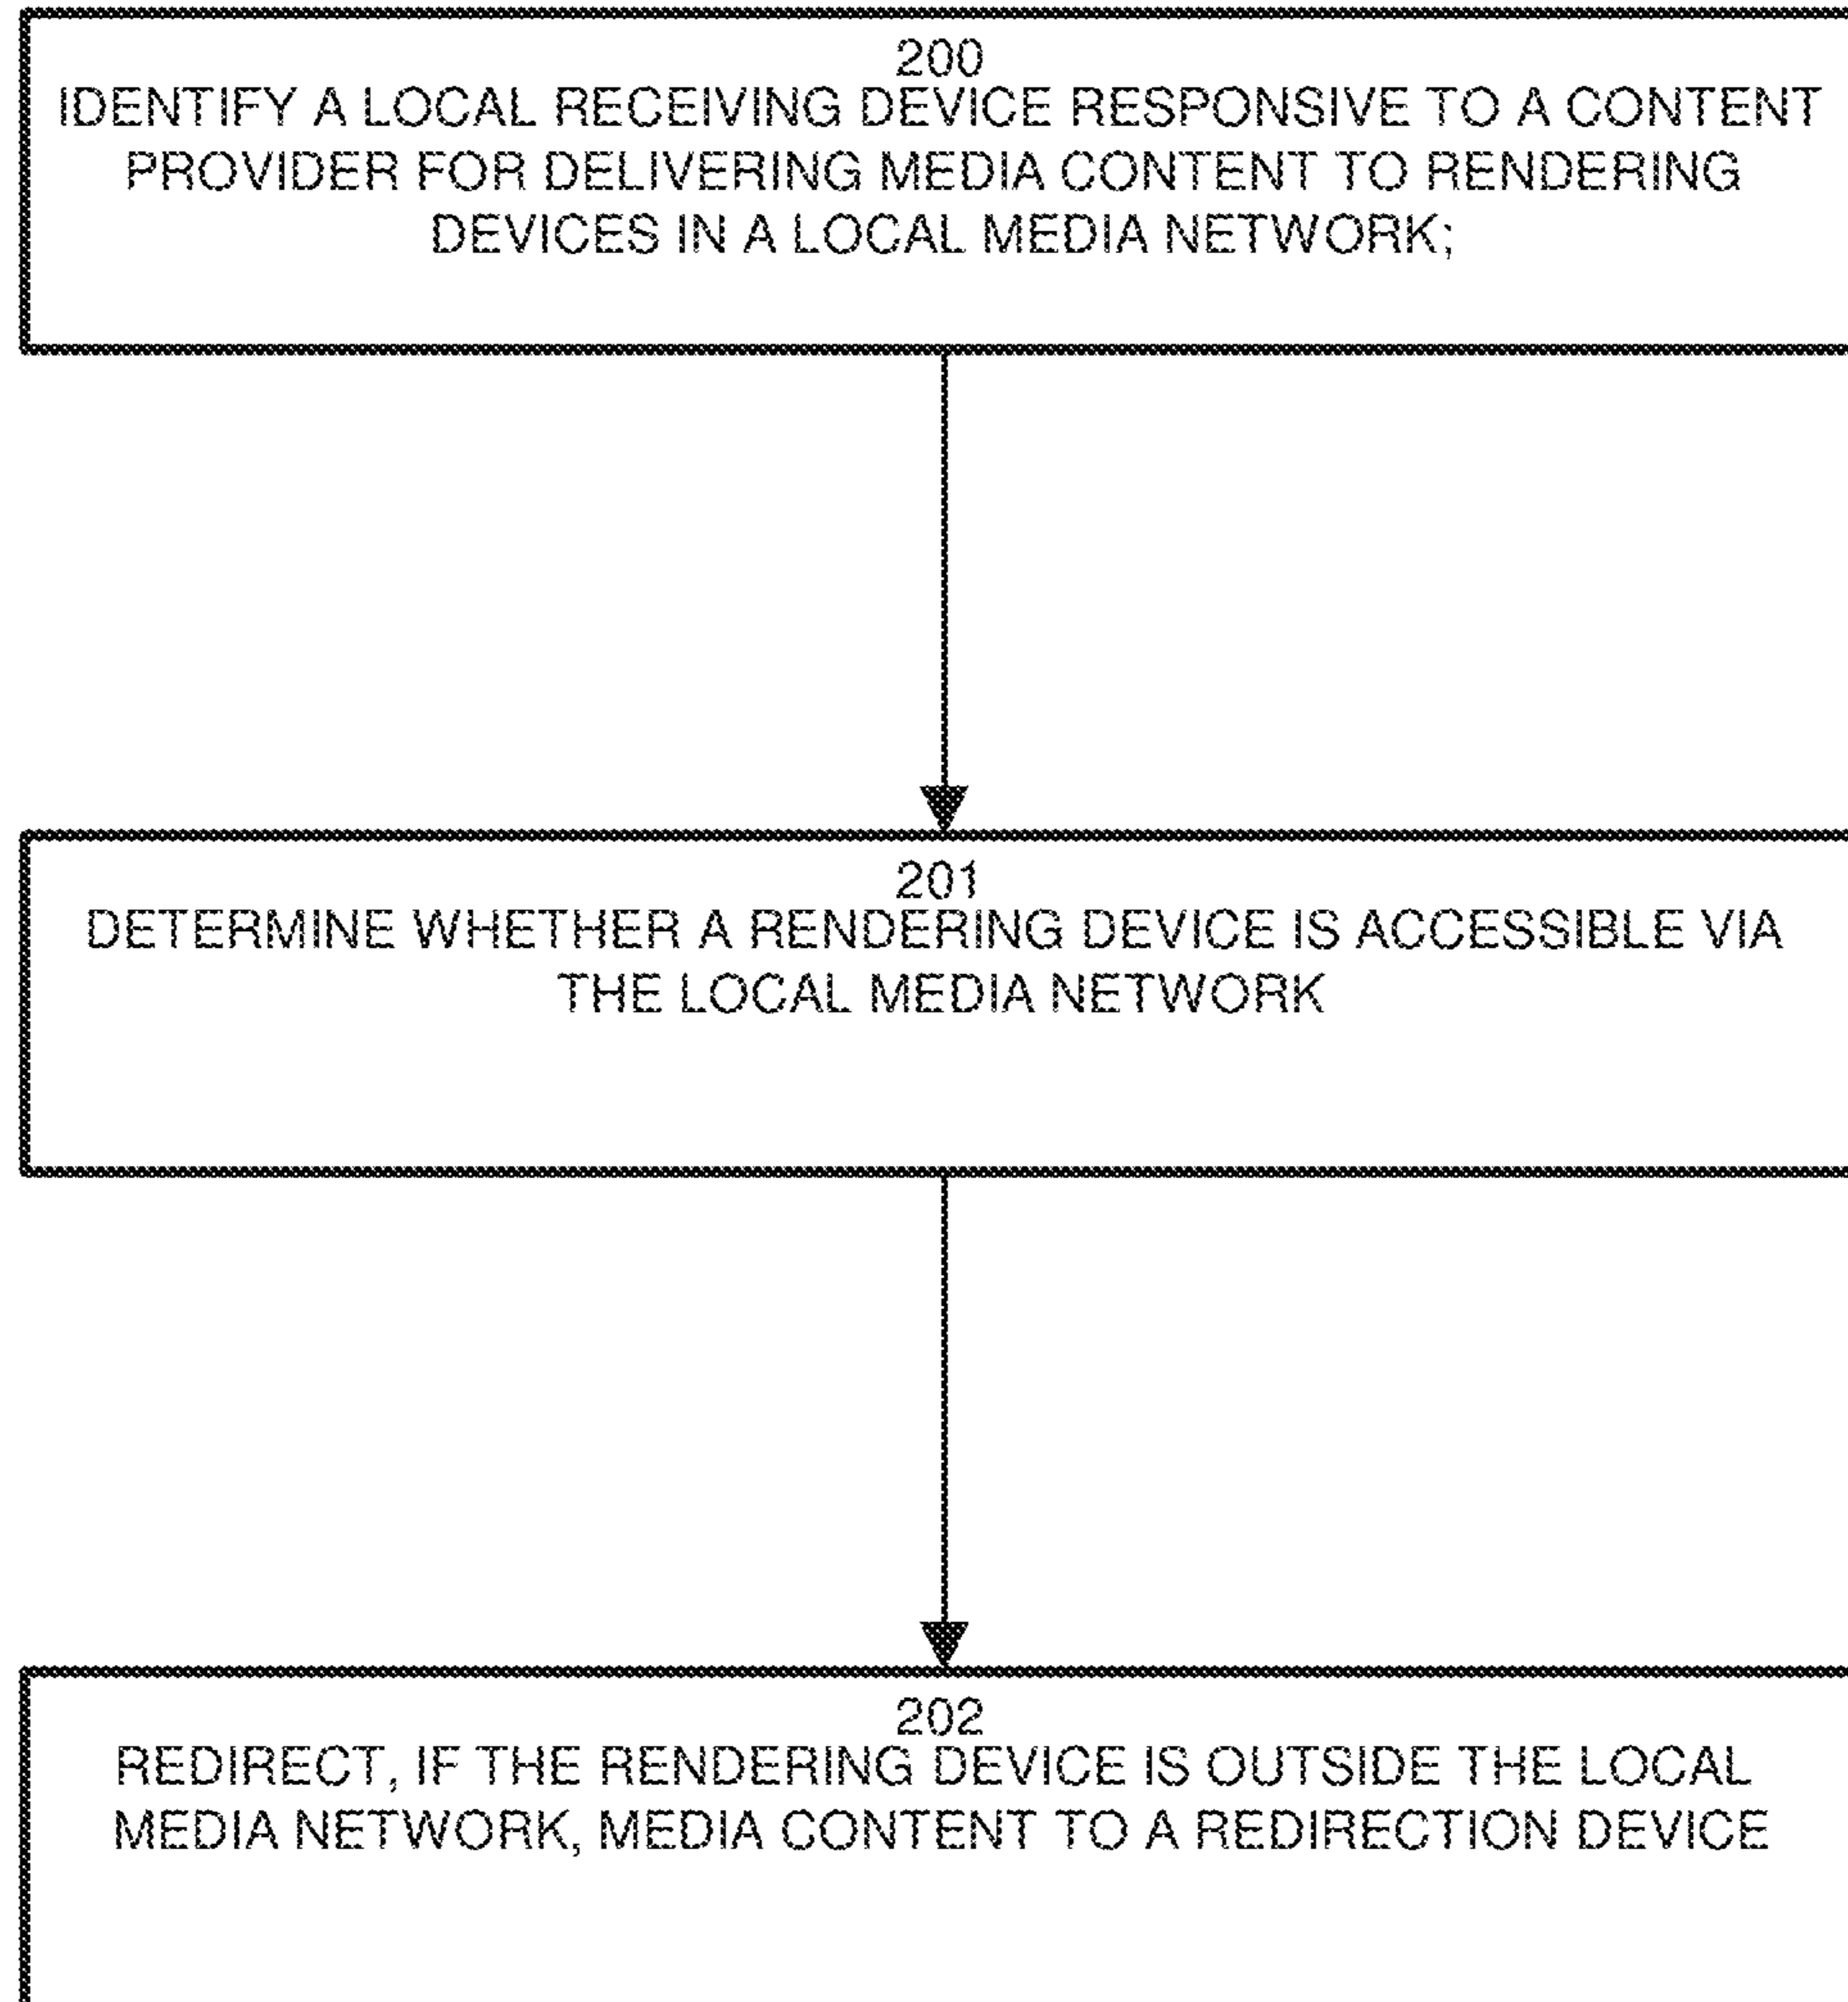 200
IDENTIFY A LOCAL RECEIVING DEVICE RESPONSIVE TO A CONTENT
PROVIDER FOR DELIVERING MEDIA CONTENT TO RENDERING
DEVICES IN A LOCAL MEDIA NETWORK;
201
DETERMINE WHETHER A RENDERING DEVICE IS ACCESSIBLE VIA
THE LOCAL MEDIA NETWORK
202
REDIRECT, IF THE RENDERING DEVICE IS OUTSIDE THE LOCAL
MEDIA NETWORK, MEDIA CONTENT TO A REDIRECTION DEVICE